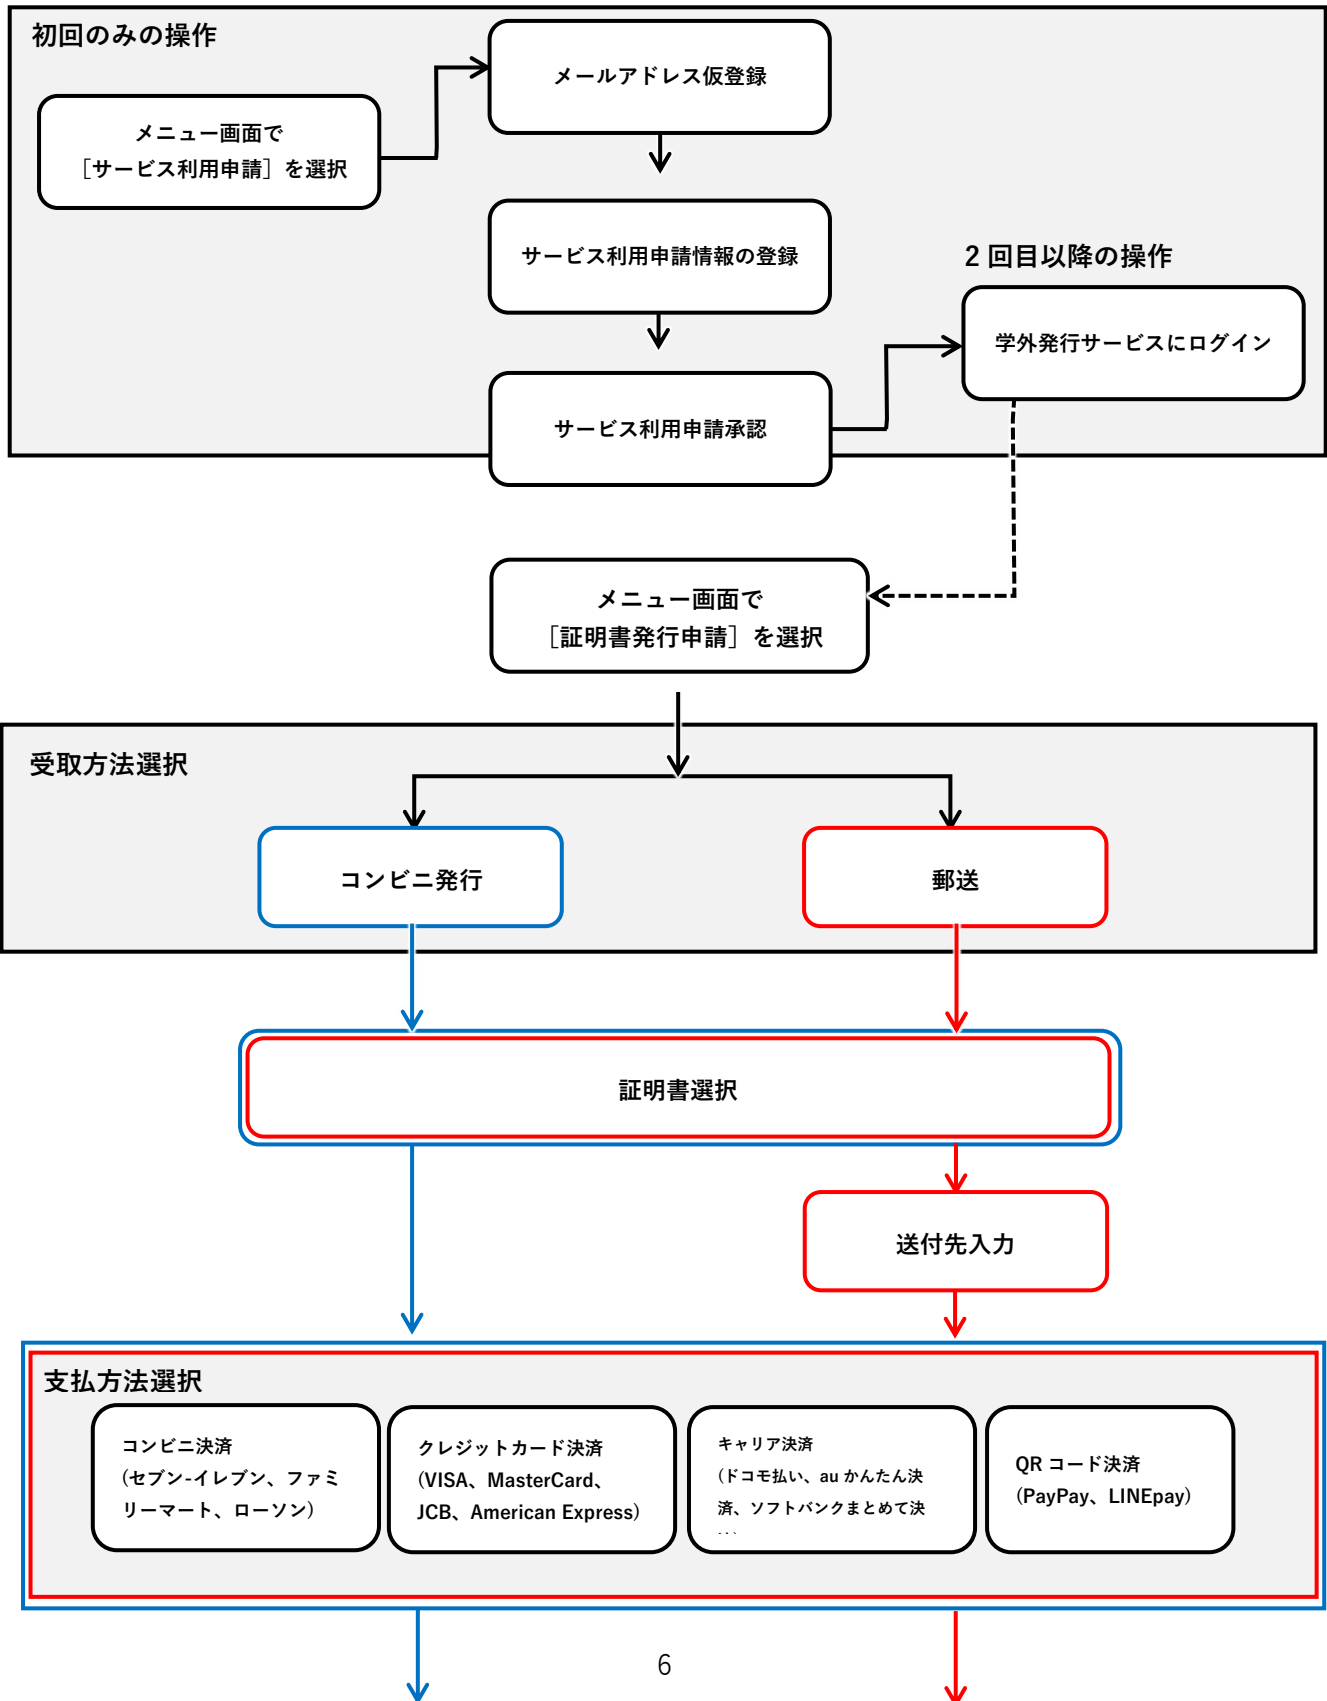 初回のみの操作
メールアドレス仮登録
メニュー画面で
［サービス利用申請］を選択
サービス利用申請情報の登録
2 回目以降の操作
学外発行サービスにログイン
サービス利用申請承認
メニュー画面で
［証明書発行申請］を選択
受取方法選択
コンビニ発行
郵送
証明書選択
送付先入力
支払方法選択
コンビニ決済
(セブン-イレブン、ファミ
リーマート、ローソン)
クレジットカード決済
(VISA、MasterCard、
JCB、American Express)
キャリア決済
(ドコモ払い、au かんたん決
済、ソフトバンクまとめて決
QR コード決済
(PayPay、LINEpay)
6